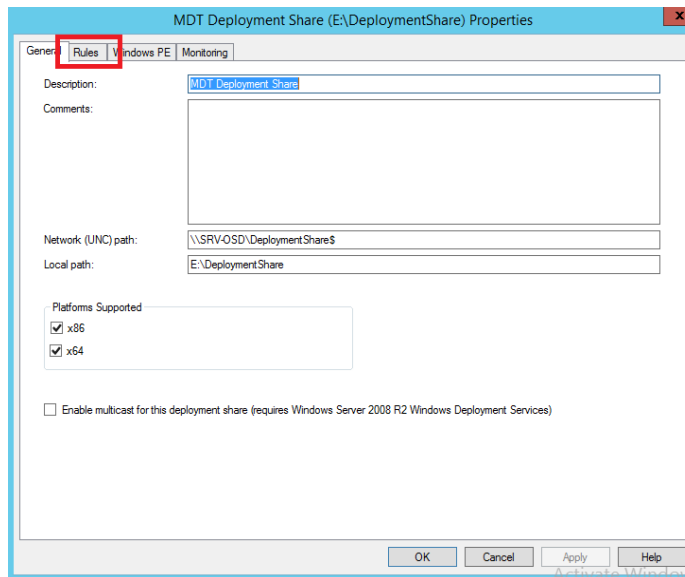 MDT Deployment Share (E:\DeploymentShare) Properties
x
General Rules Windows PE Monitoring
Description: MDT Deployment Share
Comments:
Network (UNC) path: \\SRV-OSD\DeploymentShare$
Local path: E:\DeploymentShare
Platforms Supported
x86
x64
Enable multicast for this deployment share (requires Windows Server 2008 R2 Windows Deployment Services)
OK Cancel Apply Help
Activate Window